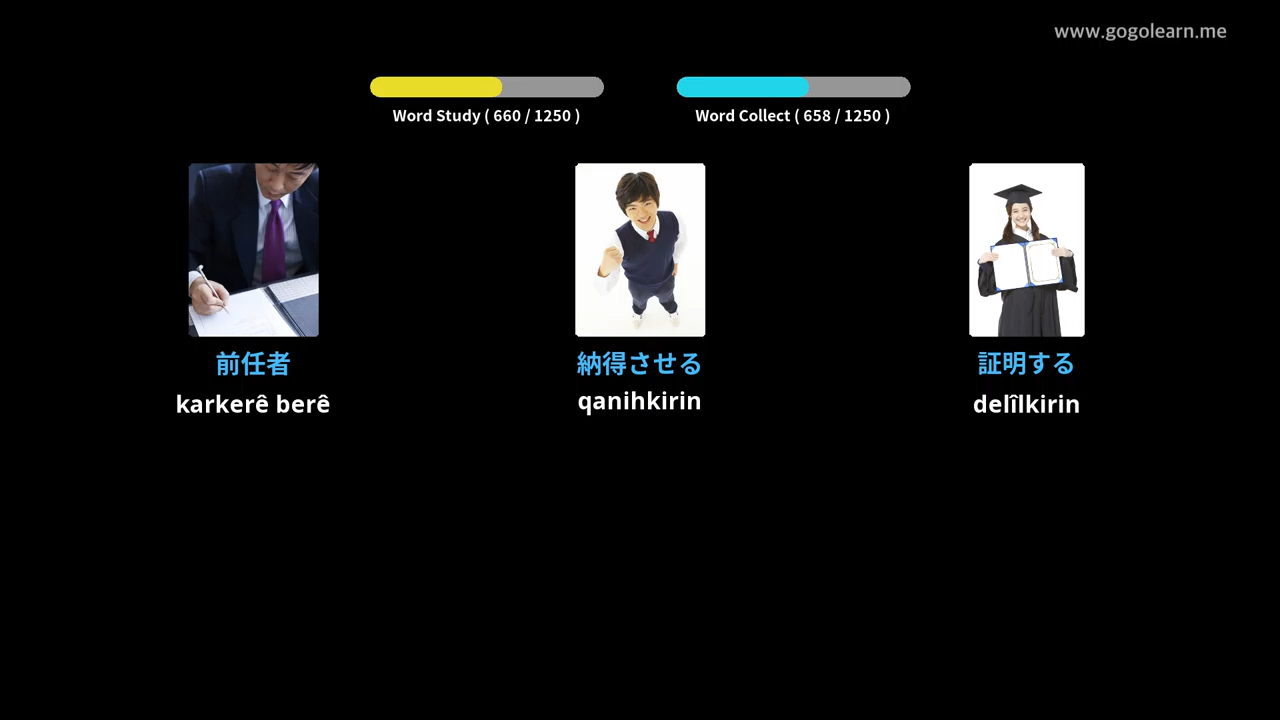 www.gogolearn.me
Word Study ( 660 / 1250 )
Word Collect ( 658 / 1250 )
前任者
納得させる
証明する
karkerê berê
qanihkirin
delîlkirin